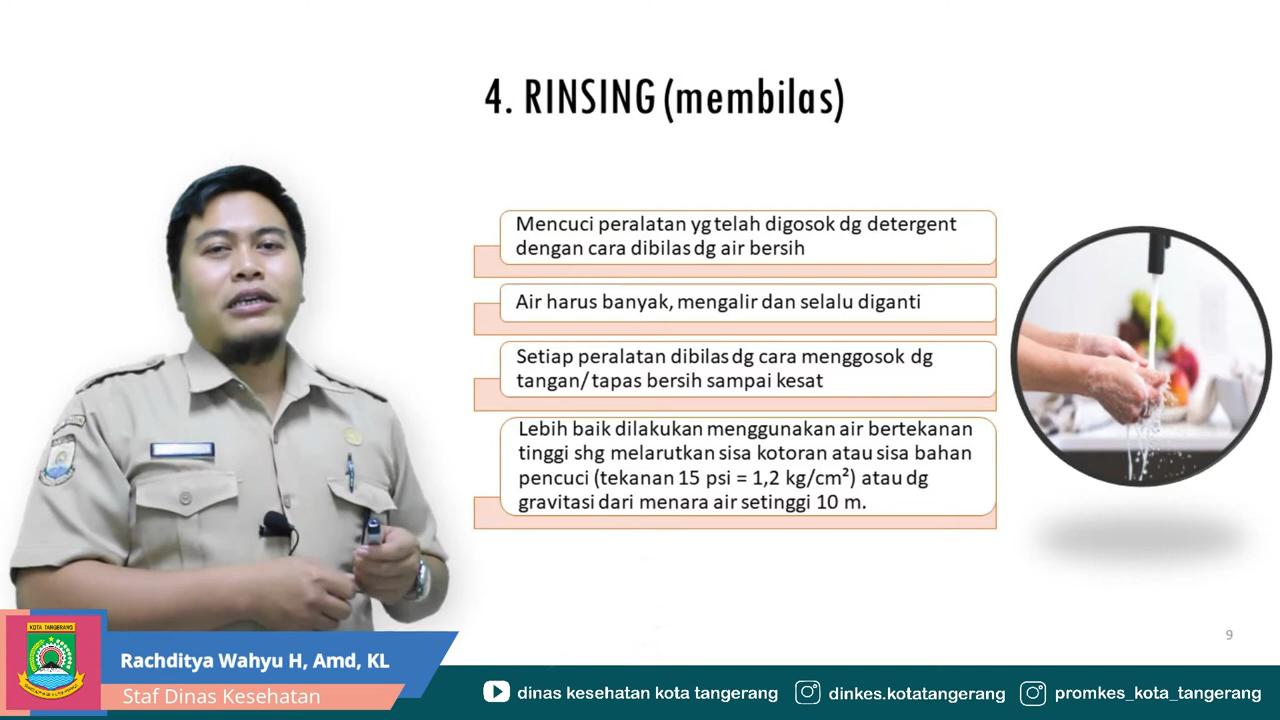 4. RINSING (membilas)
Mencuci peralatan yg telah digosok dg detergent
dengan cara dibilas dg air bersih
Air harus banyak, mengalir dan selalu diganti
Setiap peralatan dibilas dg cara menggosok dg
tangan/ tapas bersih sampai kesat
Lebih baik dilakukan menggunakan air bertekanan
tinggi shg melarutkan sisa kotoran atau sisa bahan
pencuci (tekanan 15 psi = 1,2 kg/cm²) atau dg
gravitasi dari menara air setinggi 10 m.
9
KOTA TANGERANG
Rachditya Wahyu H, Amd, KL
Staf Dinas Kesehatan
dinas kesehatan kota tangerang
dinkes.kotatangerang
promkes_kota_tangerang